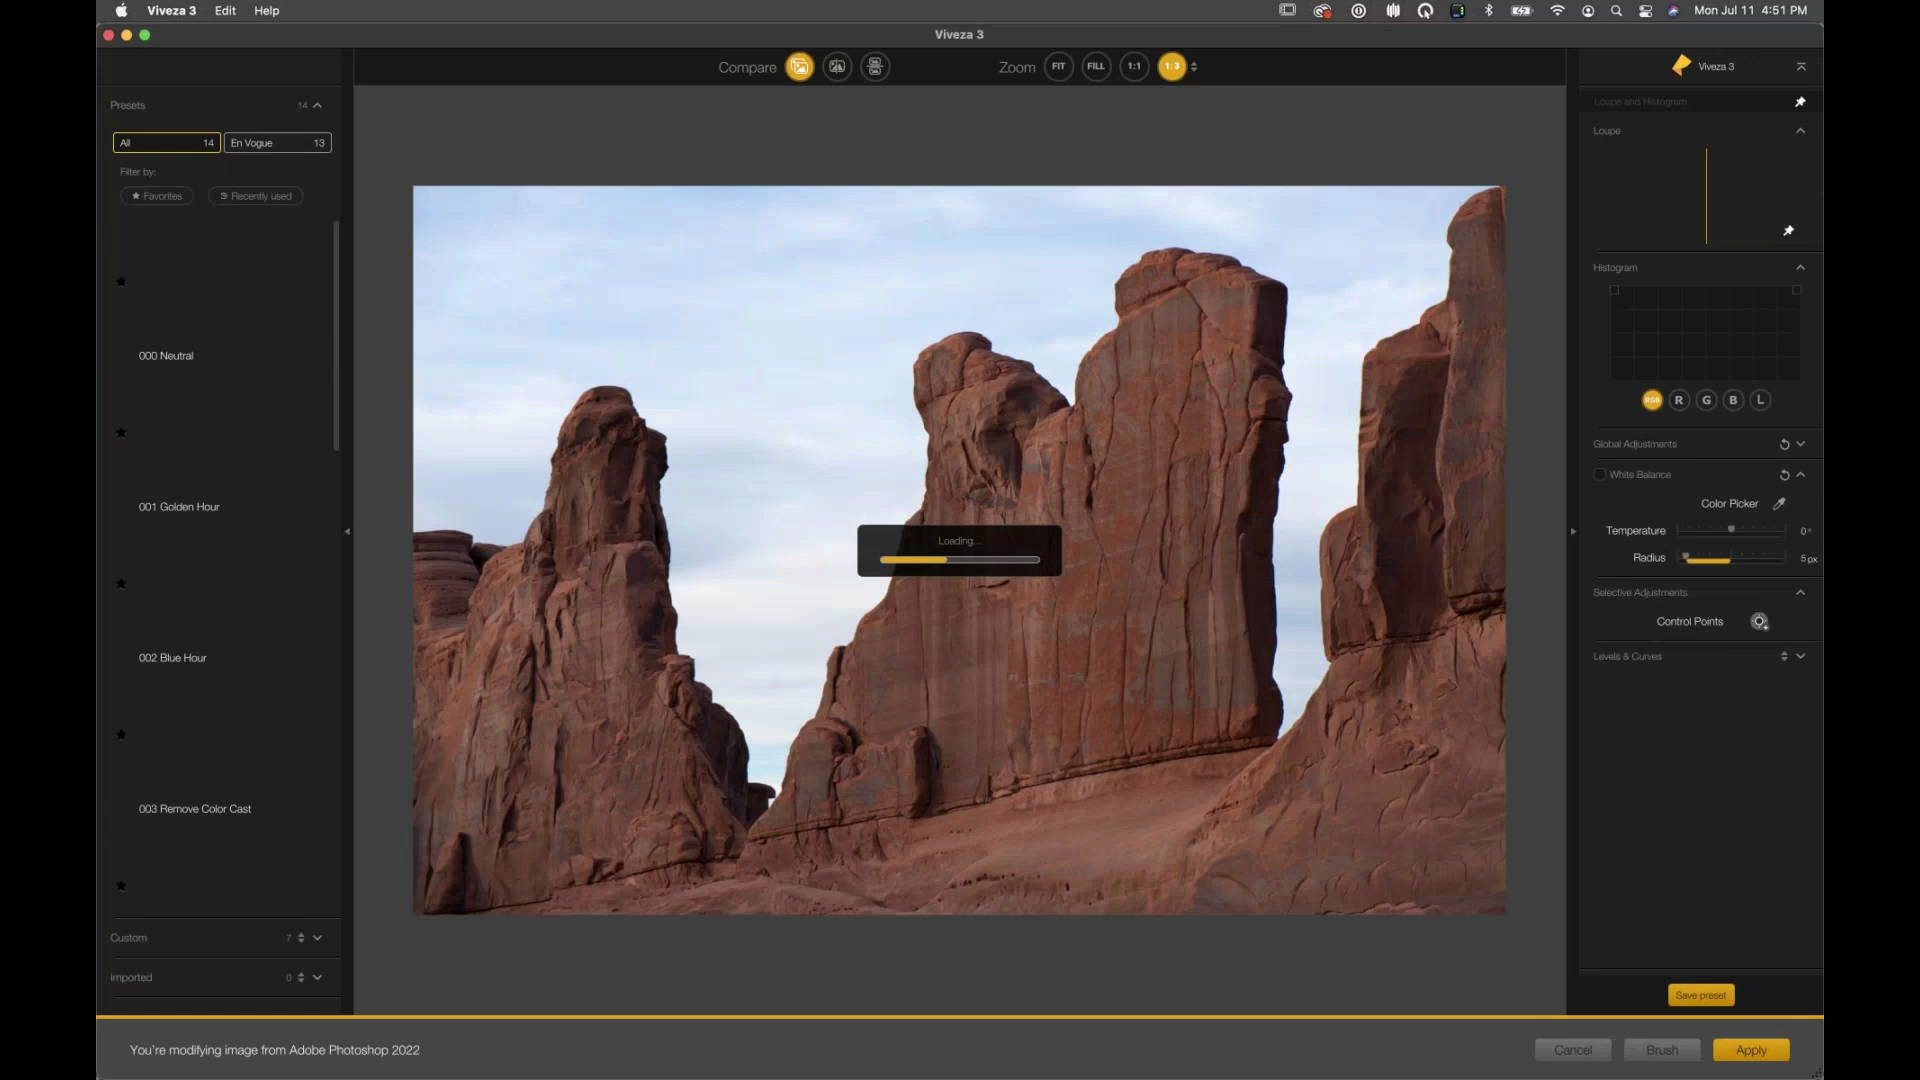 Viveza 3 Edit Help
Mon Jul 11 4:51 PM
Viveza 3
Compare
Zoom FIT FILL 1:1 1:3
Viveza 3
Presets 14
All 14 En Vogue 13
Filter by:
Favorites Recently used
000 Neutral
001 Golden Hour
002 Blue Hour
003 Remove Color Cast
Custom 7
Imported 0
Loading...
Loupe and Histogram
Loupe
Histogram
RGB R G B L
Global Adjustments
White Balance
Color Picker
Temperature 0°
Radius 5 px
Selective Adjustments
Control Points
Levels & Curves
Save preset
You're modifying image from Adobe Photoshop 2022
Cancel Brush Apply